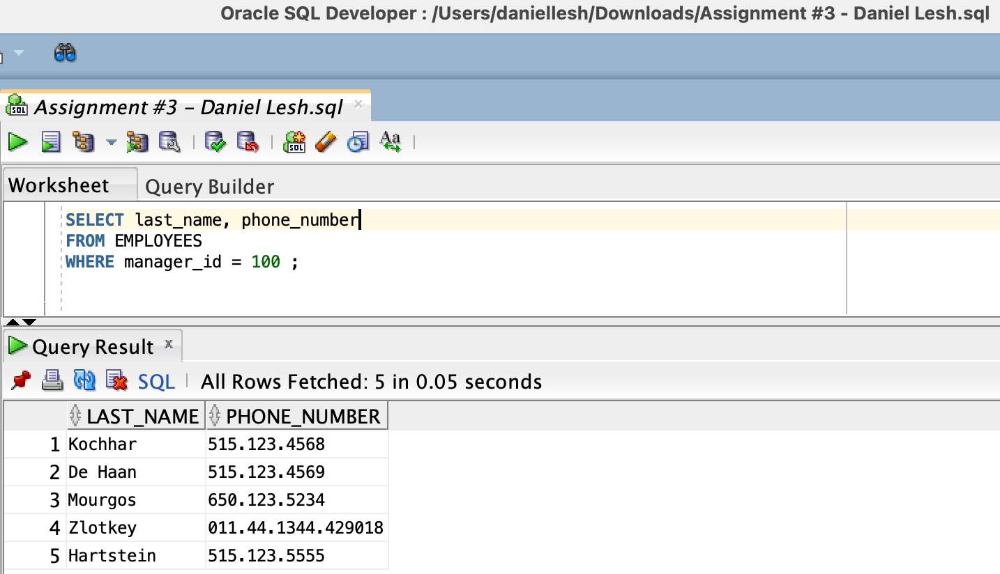 Oracle SQL Developer : /Users/daniellesh/Downloads/Assignment #3 - Daniel Lesh.sql
SQL Assignment #3 – Daniel Lesh.sql ×
SQL Aa
Worksheet Query Builder
SELECT last_name, phone_number
FROM EMPLOYEES
WHERE manager_id = 100 ;
Query Result ×
SQL | All Rows Fetched: 5 in 0.05 seconds
LAST_NAME PHONE_NUMBER
1 Kochhar 515.123.4568
2 De Haan 515.123.4569
3 Mourgos 650.123.5234
4 Zlotkey 011.44.1344.429018
5 Hartstein 515.123.5555